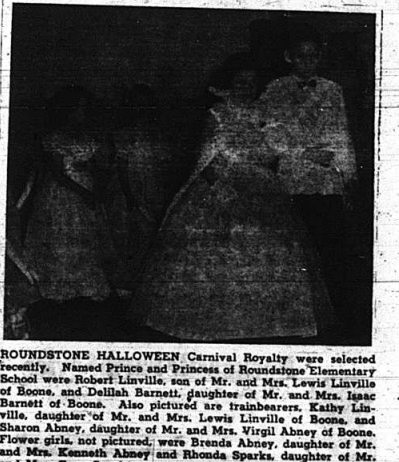 ROUNDSTONE HALLOWEEN Carnival Royalty were selected
recently. Named Prince and Princess of Roundstone Elementary
School were Robert Linville, son of Mr. and Mrs. Lewis Linville
of Boone, and Delilah Barnett, daughter of Mr. and Mrs. Isaac
Barnett of Boone. Also pictured are trainbearers, Kathy Lin-
ville, daughter of Mr. and Mrs. Lewis Linville of Boone, and
Sharon Abney, daughter of Mr. and Mrs. Virgil Abney of Boone.
Flower girls, not pictured, were Brenda Abney, daughter of Mr.
and Mrs. Kenneth Abney and Rhonda Sparks, daughter of Mr.